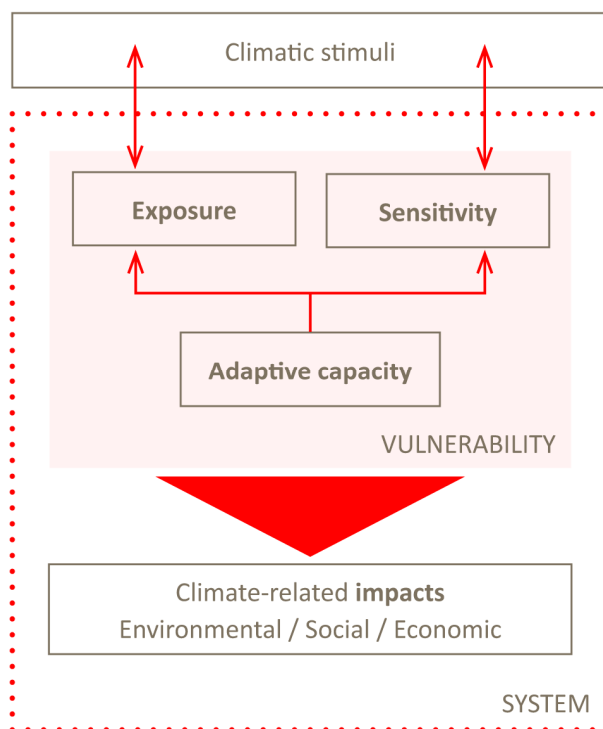 Climatic stimuli
Exposure
Sensitivity
Adaptive capacity
VULNERABILITY
Climate-related impacts
Environmental / Social / Economic
SYSTEM